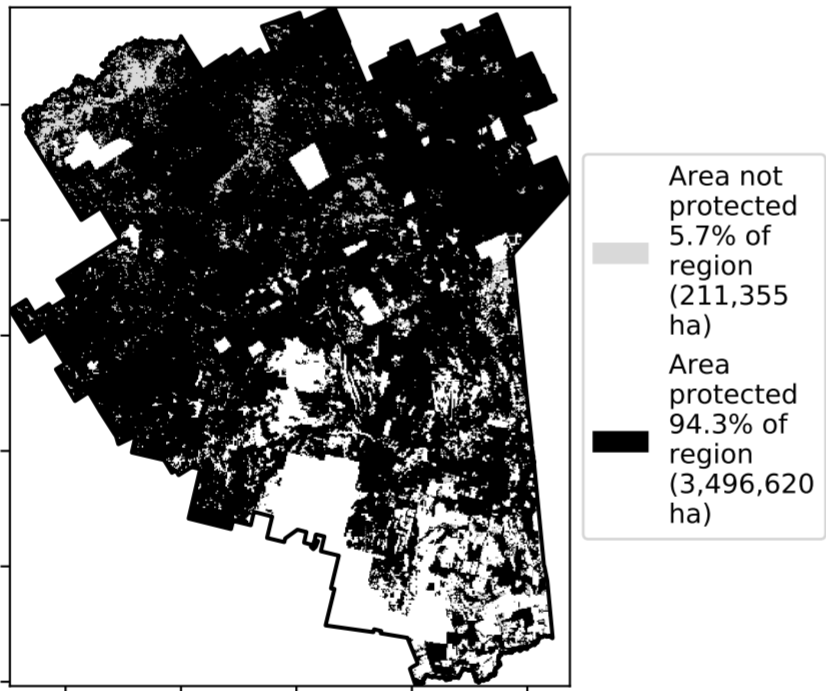 Area not
protected
5.7% of
region
(211,355
ha)
Area
protected
94.3% of
region
(3,496,620
ha)